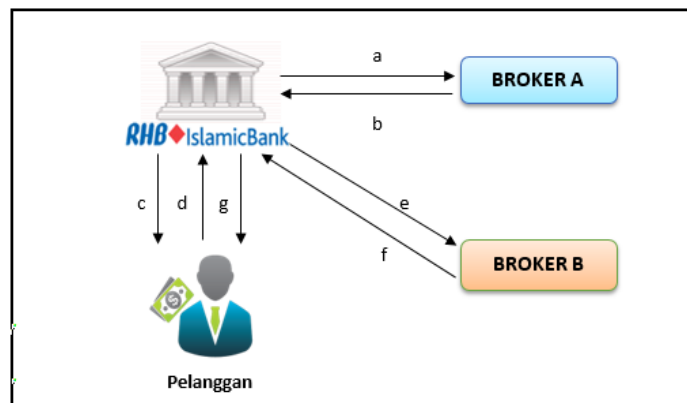 a
BROKER A
b
RHB IslamicBank
c
d
g
e
f
BROKER B
$
Pelanggan